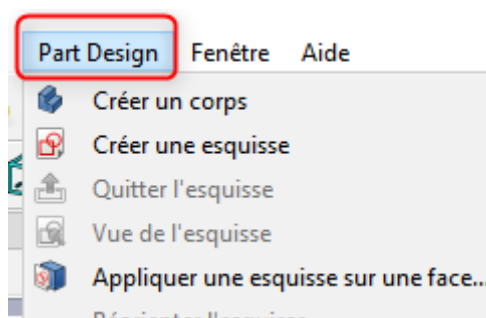 Part Design Fenêtre Aide
Créer un corps
Créer une esquisse
Quitter l'esquisse
Vue de l'esquisse
Appliquer une esquisse sur une face...